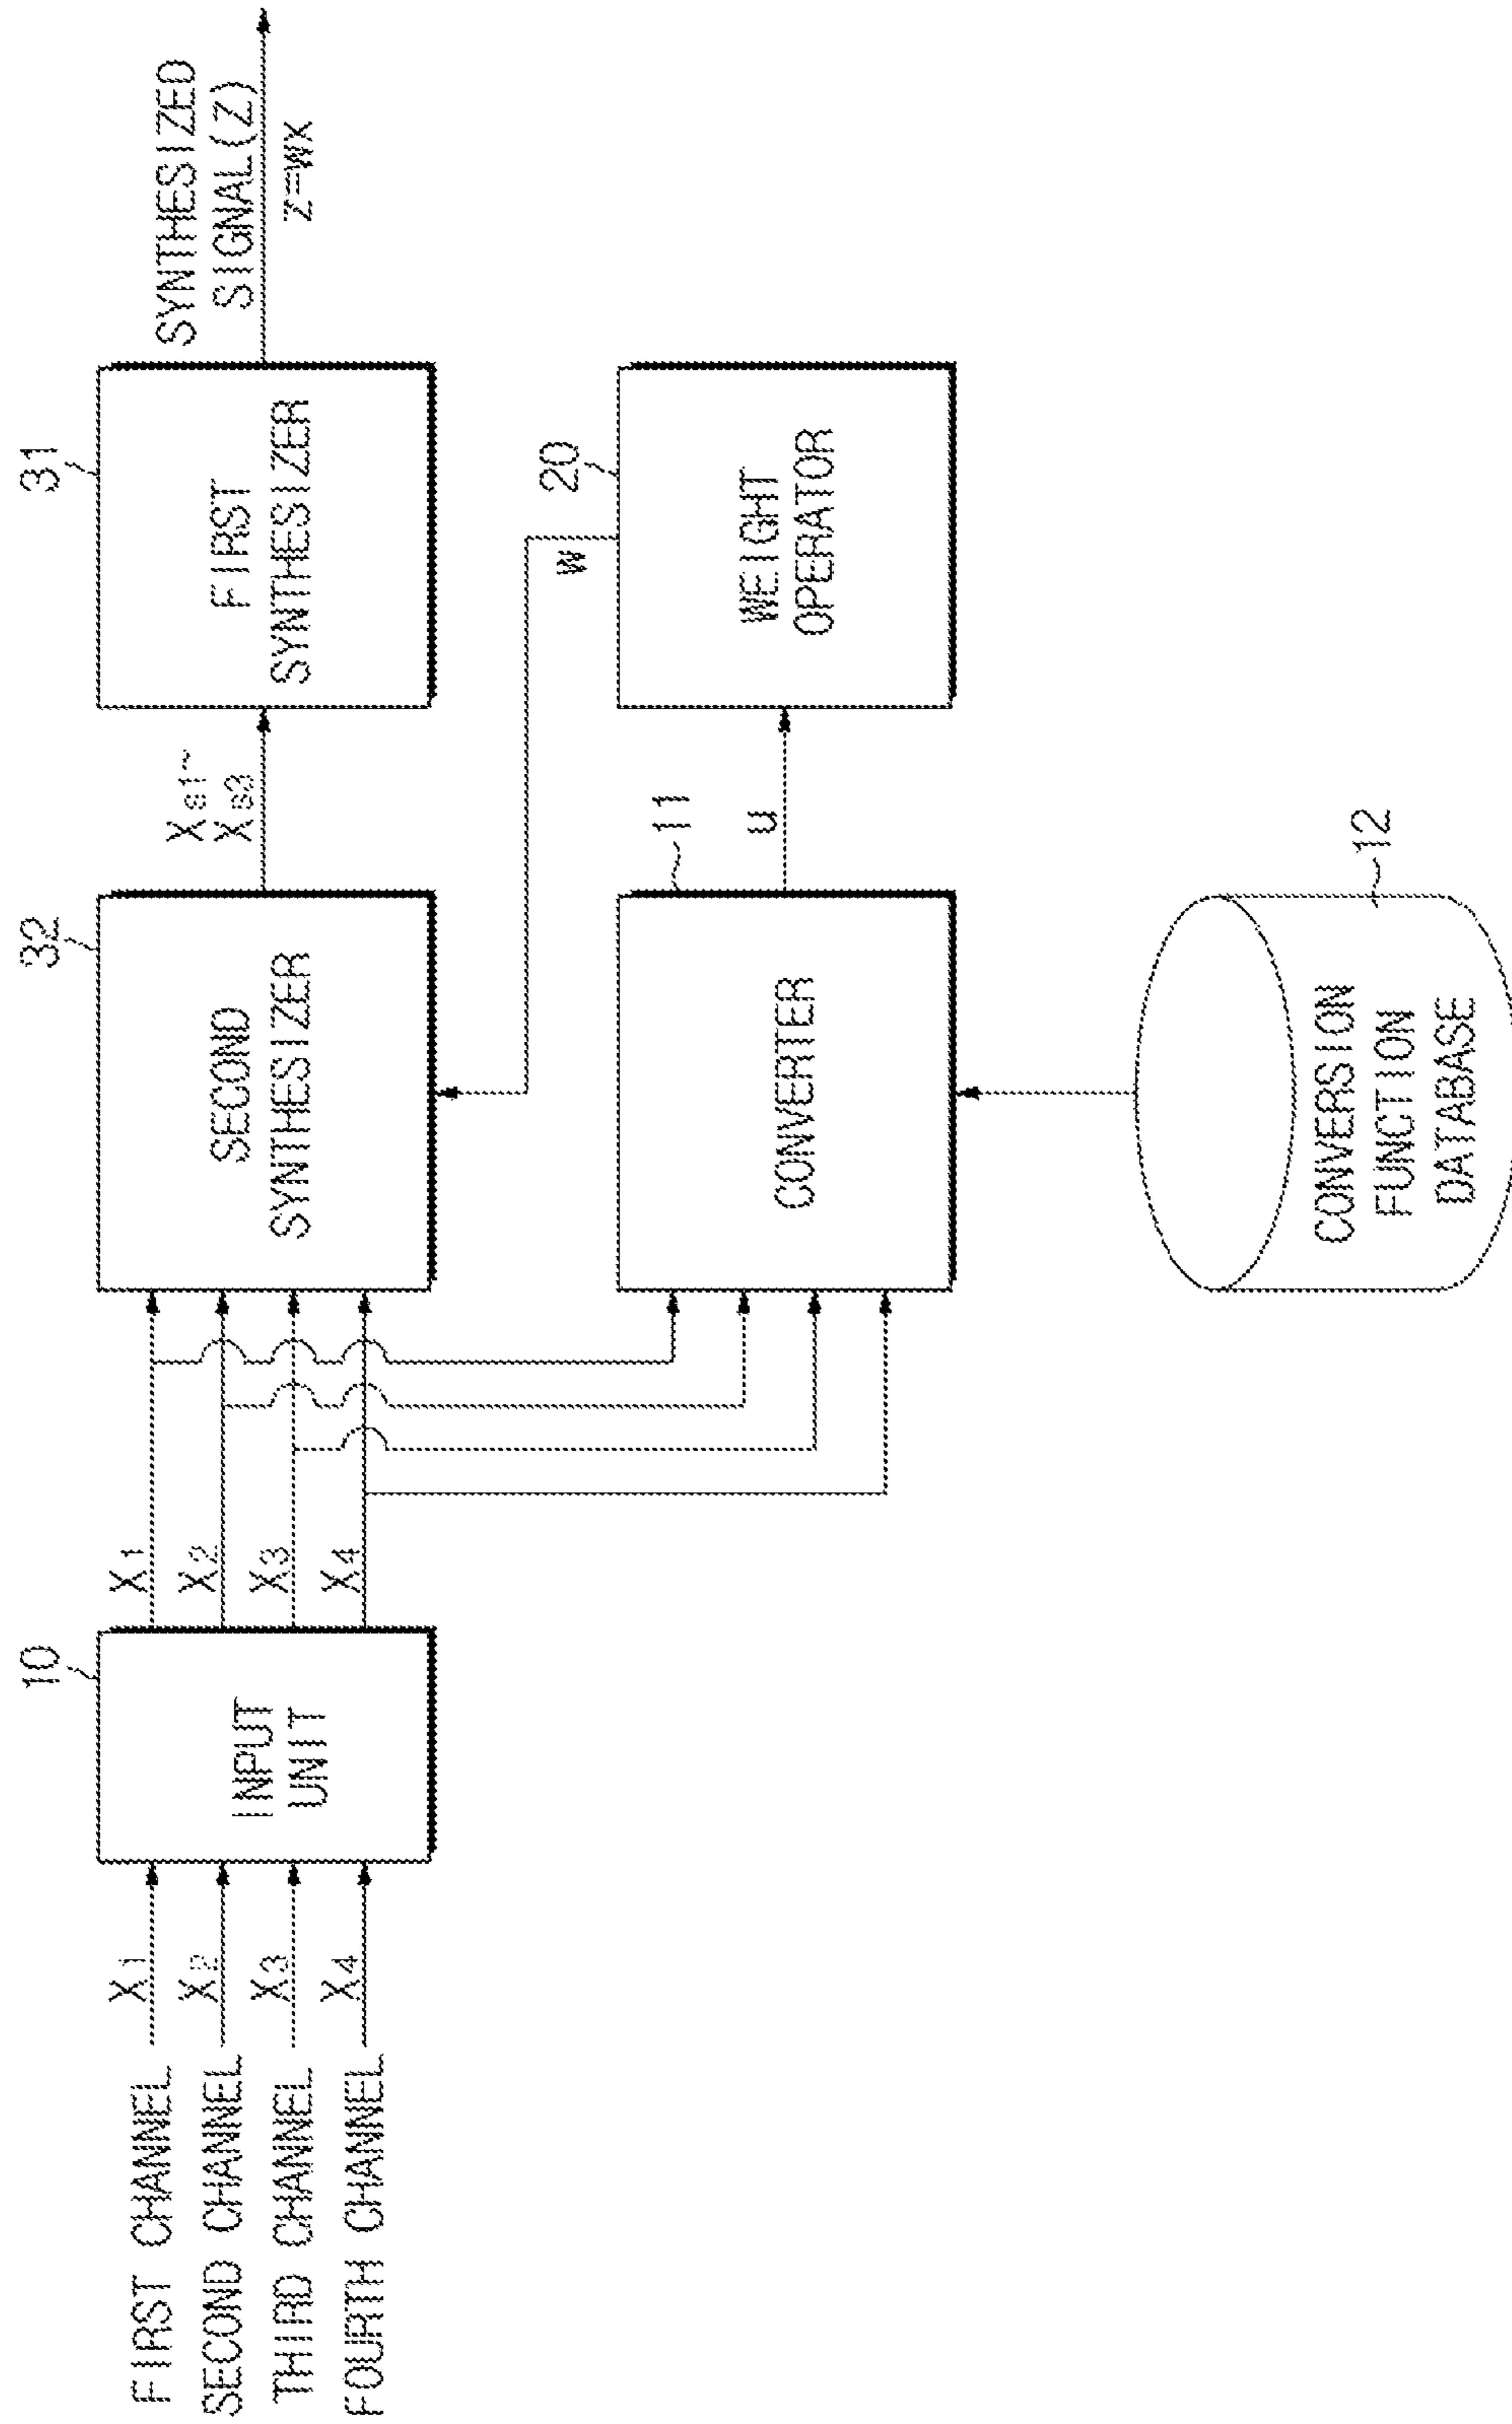 FIRST CHANNEL
SECOND CHANNEL
THIRD CHANNEL
FOURTH CHANNEL
X1
X2
X3
X4
10
INPUT
UNIT
X1
X2
X3
X4
32
SECOND
SYNTHESIZER
Xs1~
Xs3
31
FIRST
SYNTHESIZER
SYNTHESIZED
SIGNAL(Z)
Z=WX
W
11
CONVERTER
u
20
WEIGHT
OPERATOR
12
CONVERSION
FUNCTION
DATABASE